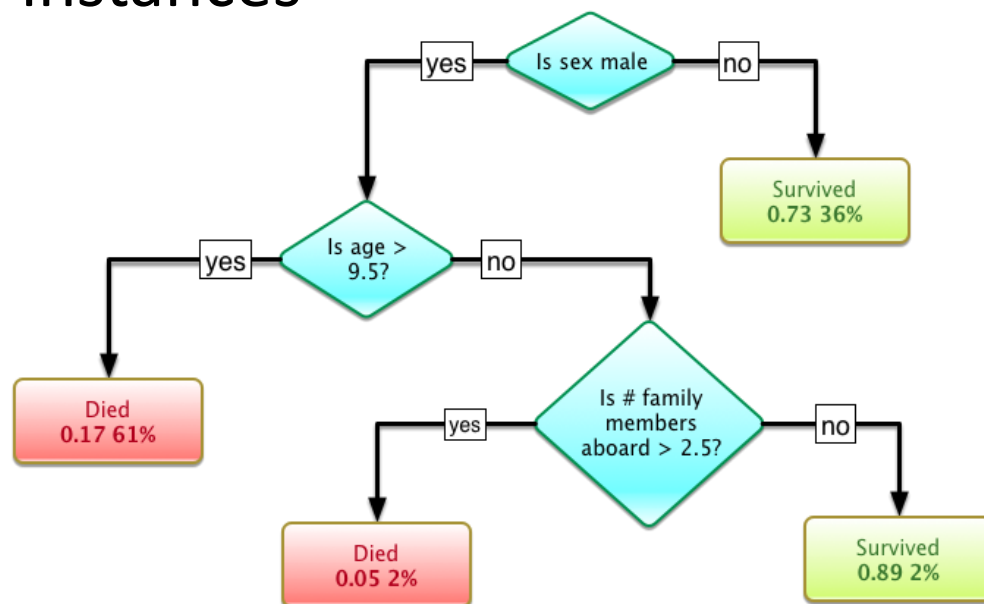 instances
yes
Is sex male
no
Survived
0.73 36%
yes
Is age >
9.5?
no
Died
0.17 61%
yes
Is # family
members
aboard > 2.5?
no
Died
0.05 2%
Survived
0.89 2%